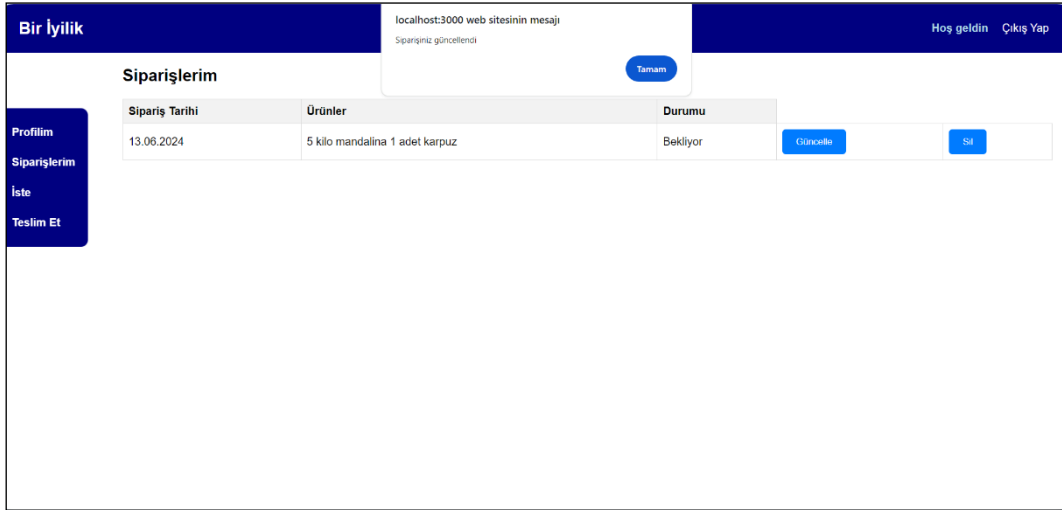 Bir İyilik
localhost:3000 web sitesinin mesajı
Siparişiniz güncellendi
Tamam
Hoş geldin Çıkış Yap
Siparişlerim
Sipariş Tarihi Ürünler Durumu
13.06.2024 5 kilo mandalina 1 adet karpuz Bekliyor Güncelle Sil
Profilim
Siparişlerim
İste
Teslim Et